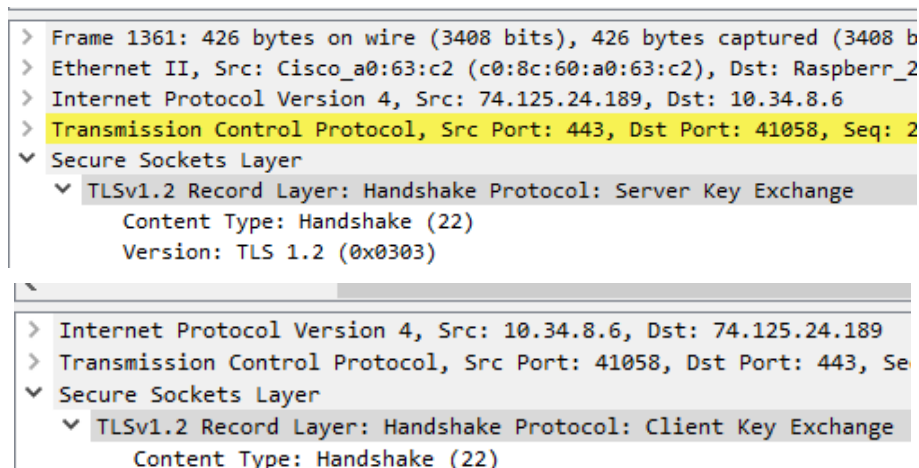 Frame 1361: 426 bytes on wire (3408 bits), 426 bytes captured (3408 b
Ethernet II, Src: Cisco_a0:63:c2 (c0:8c:60:a0:63:c2), Dst: Raspberr_2
Internet Protocol Version 4, Src: 74.125.24.189, Dst: 10.34.8.6
Transmission Control Protocol, Src Port: 443, Dst Port: 41058, Seq: 2
Secure Sockets Layer
TLSv1.2 Record Layer: Handshake Protocol: Server Key Exchange
Content Type: Handshake (22)
Version: TLS 1.2 (0x0303)
Internet Protocol Version 4, Src: 10.34.8.6, Dst: 74.125.24.189
Transmission Control Protocol, Src Port: 41058, Dst Port: 443, Se
Secure Sockets Layer
TLSv1.2 Record Layer: Handshake Protocol: Client Key Exchange
Content Type: Handshake (22)